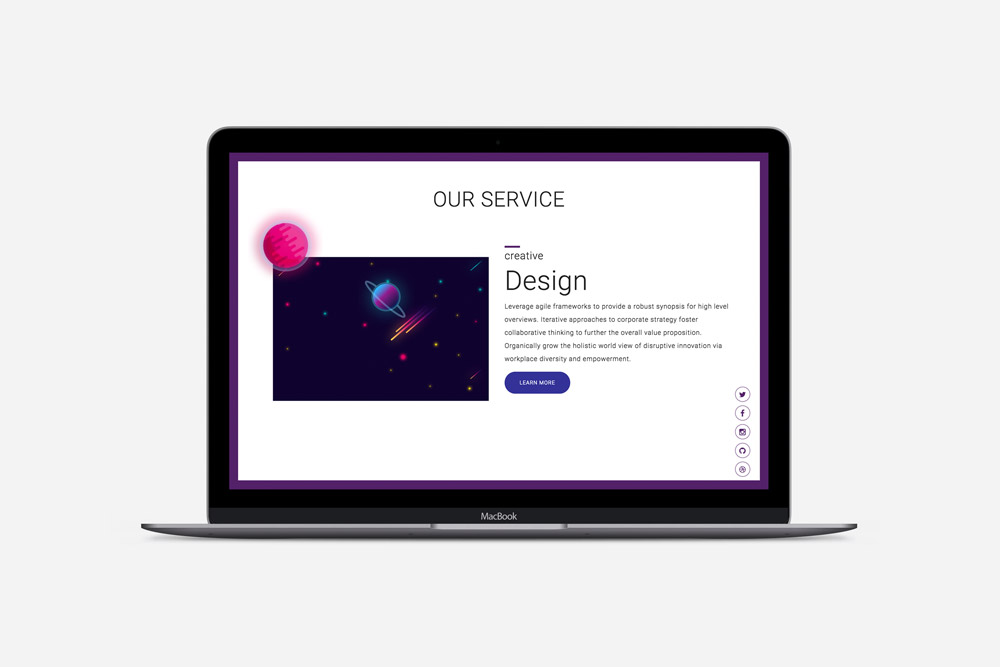 OUR SERVICE
creative
Design
Leverage agile frameworks to provide a robust synopsis for high level
overviews. Iterative approaches to corporate strategy foster
collaborative thinking to further the overall value proposition.
Organically grow the holistic world view of disruptive innovation via
workplace diversity and empowerment.
LEARN MORE
MacBook